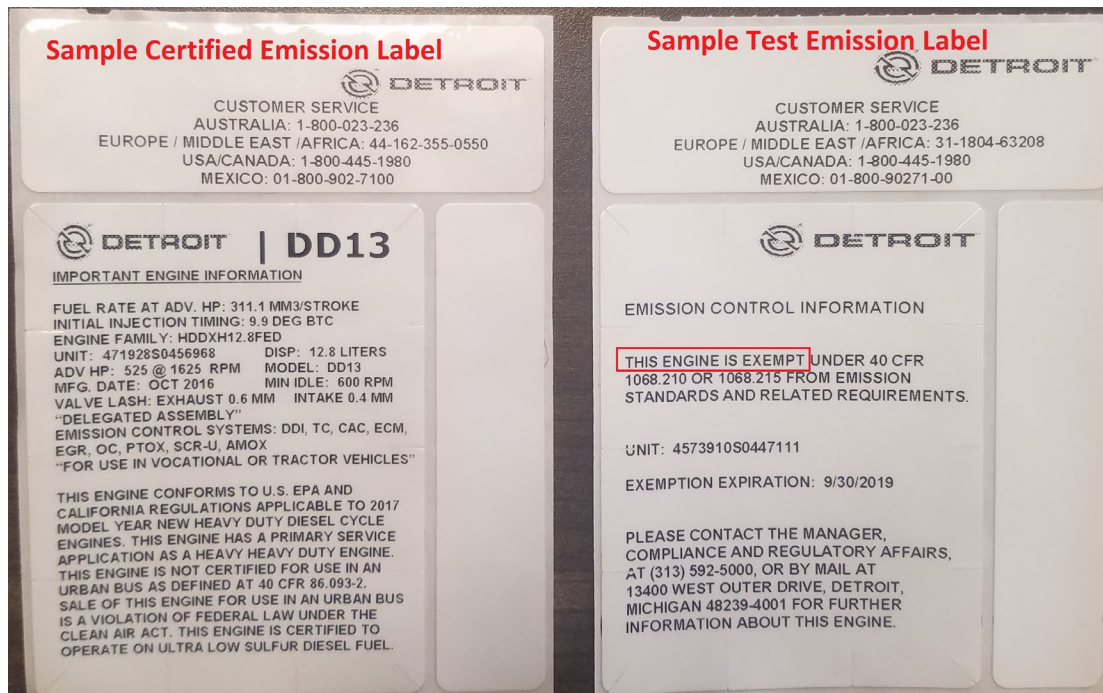 Sample Certified Emission Label
DETROIT
CUSTOMER SERVICE
AUSTRALIA: 1-800-023-236
EUROPE / MIDDLE EAST /AFRICA: 44-162-355-0550
USA/CANADA: 1-800-445-1980
MEXICO: 01-800-902-7100
DETROIT | DD13
IMPORTANT ENGINE INFORMATION
FUEL RATE AT ADV. HP: 311.1 MM3/STROKE
INITIAL INJECTION TIMING: 9.9 DEG BTC
ENGINE FAMILY: HDDXH12.8FED
UNIT: 471928S0456968 DISP: 12.8 LITERS
ADV HP: 525 @ 1625 RPM MODEL: DD13
MFG. DATE: OCT 2016 MIN IDLE: 600 RPM
VALVE LASH: EXHAUST 0.6 MM INTAKE 0.4 MM
“DELEGATED ASSEMBLY”
EMISSION CONTROL SYSTEMS: DDI, TC, CAC, ECM,
EGR, OC, PTOX, SCR-U, AMOX
“FOR USE IN VOCATIONAL OR TRACTOR VEHICLES”
THIS ENGINE CONFORMS TO U.S. EPA AND
CALIFORNIA REGULATIONS APPLICABLE TO 2017
MODEL YEAR NEW HEAVY DUTY DIESEL CYCLE
ENGINES. THIS ENGINE HAS A PRIMARY SERVICE
APPLICATION AS A HEAVY HEAVY DUTY ENGINE.
THIS ENGINE IS NOT CERTIFIED FOR USE IN AN
URBAN BUS AS DEFINED AT 40 CFR 86.093-2.
SALE OF THIS ENGINE FOR USE IN AN URBAN BUS
IS A VIOLATION OF FEDERAL LAW UNDER THE
CLEAN AIR ACT. THIS ENGINE IS CERTIFIED TO
OPERATE ON ULTRA LOW SULFUR DIESEL FUEL.
Sample Test Emission Label
DETROIT
CUSTOMER SERVICE
AUSTRALIA: 1-800-023-236
EUROPE / MIDDLE EAST /AFRICA: 31-1804-63208
USA/CANADA: 1-800-445-1980
MEXICO: 01-800-90271-00
DETROIT
EMISSION CONTROL INFORMATION
THIS ENGINE IS EXEMPT UNDER 40 CFR
1068.210 OR 1068.215 FROM EMISSION
STANDARDS AND RELATED REQUIREMENTS.
UNIT: 4573910S0447111
EXEMPTION EXPIRATION: 9/30/2019
PLEASE CONTACT THE MANAGER,
COMPLIANCE AND REGULATORY AFFAIRS,
AT (313) 592-5000, OR BY MAIL AT
13400 WEST OUTER DRIVE, DETROIT,
MICHIGAN 48239-4001 FOR FURTHER
INFORMATION ABOUT THIS ENGINE.